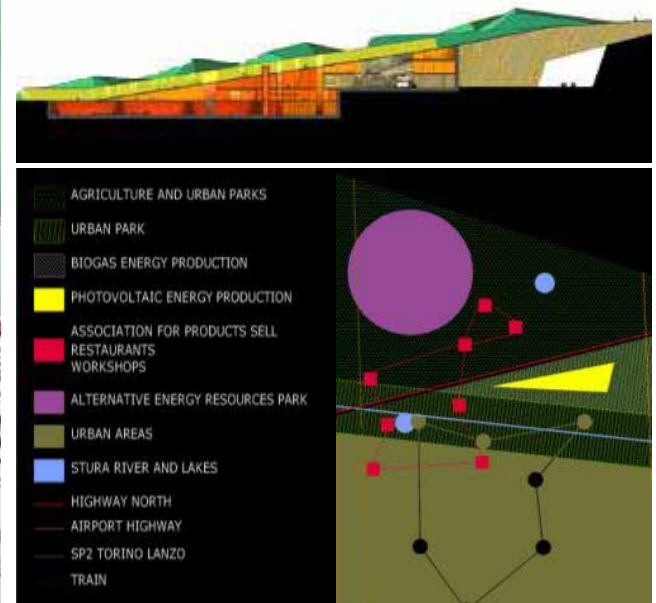 AGRICULTURE AND URBAN PARKS
URBAN PARK
BIOGAS ENERGY PRODUCTION
PHOTOVOLTAIC ENERGY PRODUCTION
ASSOCIATION FOR PRODUCTS SELL
RESTAURANTS
WORKSHOPS
ALTERNATIVE ENERGY RESOURCES PARK
URBAN AREAS
STURA RIVER AND LAKES
HIGHWAY NORTH
AIRPORT HIGHWAY
SP2 TORINO LANZO
TRAIN